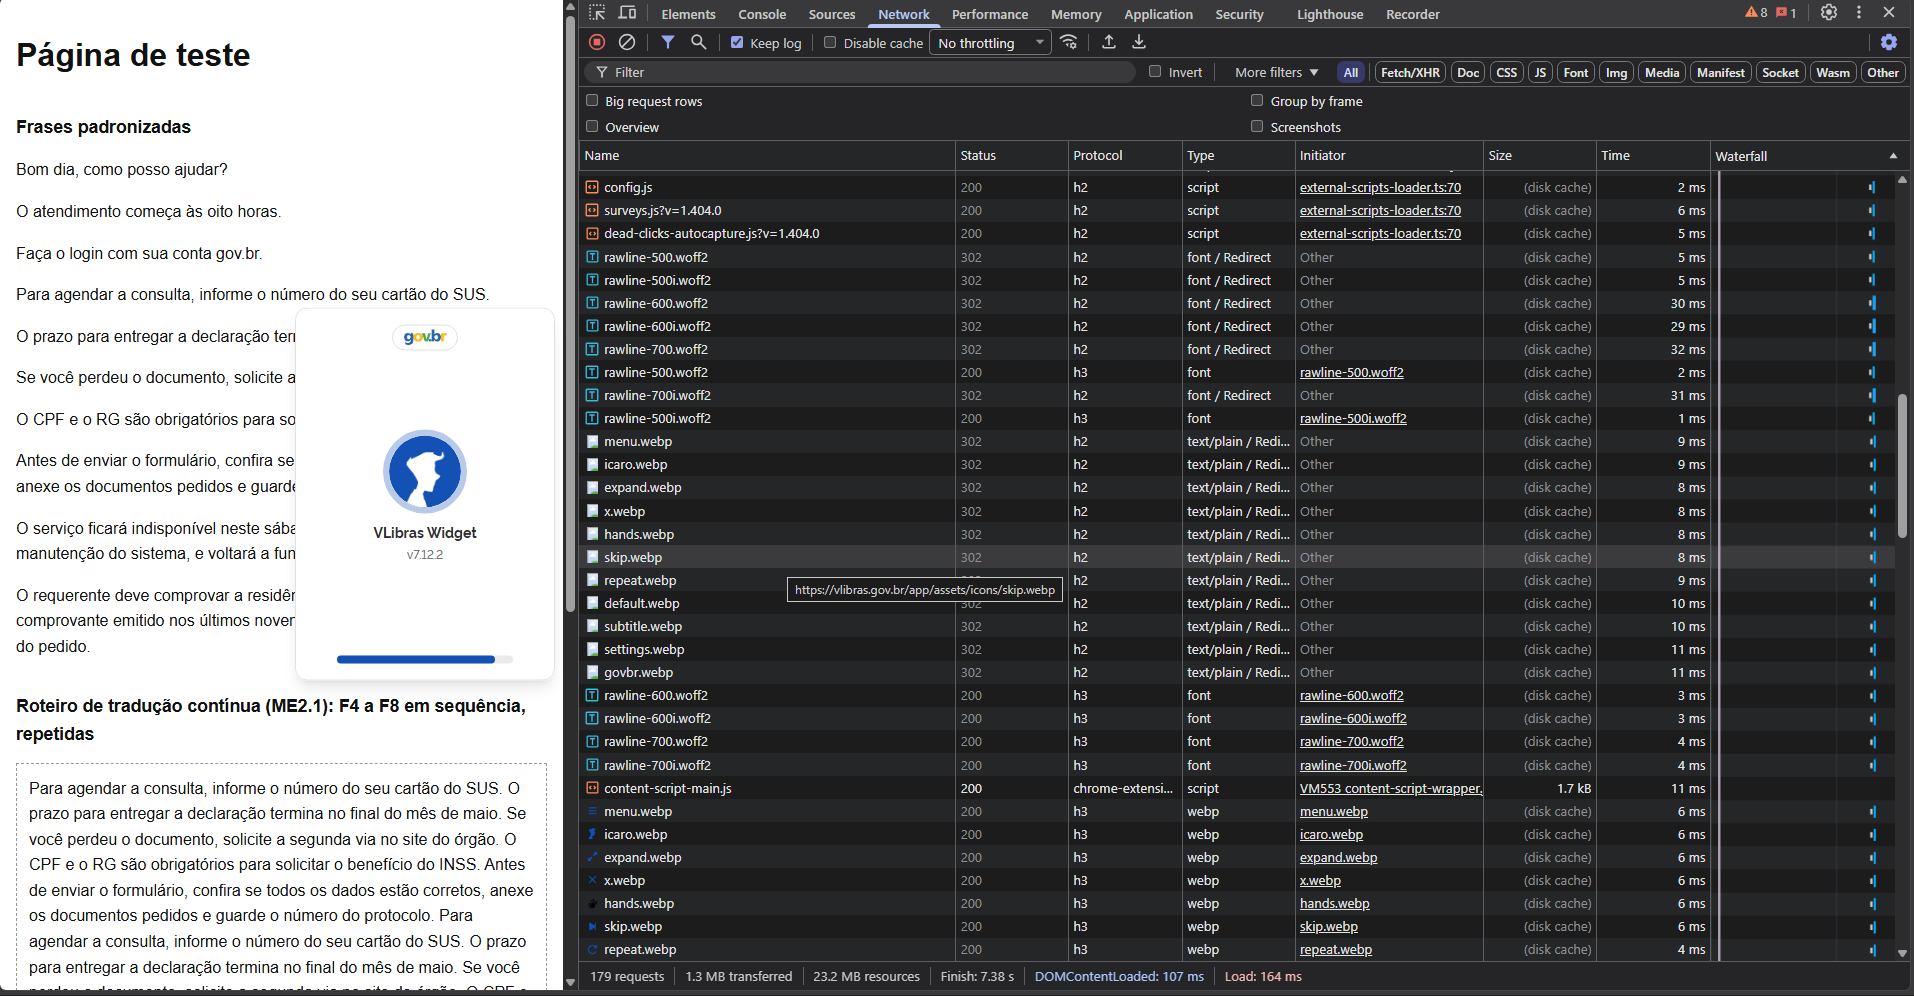 Página de teste
Frases padronizadas
Bom dia, como posso ajudar?
O atendimento começa às oito horas.
Faça o login com sua conta gov.br.
Para agendar a consulta, informe o número do seu cartão do SUS.
O prazo para entregar a declaração
Se você perdeu o documento, solicite a
O CPF e o RG são obrigatórios para
Antes de enviar o formulário, confira se
anexe os documentos pedidos e
O serviço ficará indisponível neste
manutenção do sistema, e voltará a
O requerente deve comprovar a
comprovante emitido nos últimos
do pedido.
gov.br
VLibras Widget
v7.12.2
Roteiro de tradução contínua (ME2.1): F4 a F8 em sequência,
repetidas
Para agendar a consulta, informe o número do seu cartão do SUS. O
prazo para entregar a declaração termina no final do mês de maio. Se
você perdeu o documento, solicite a segunda via no site do órgão. O
CPF e o RG são obrigatórios para solicitar o benefício do INSS. Antes
de enviar o formulário, confira se todos os dados estão corretos, anexe
os documentos pedidos e guarde o número do protocolo. Para
agendar a consulta, informe o número do seu cartão do SUS. O prazo
para entregar a declaração termina no final do mês de maio. Se você
Elements Console Sources Network Performance Memory Application Security Lighthouse Recorder 8 1
Keep log Disable cache No throttling
Filter Invert More filters All Fetch/XHR Doc CSS JS Font Img Media Manifest Socket Wasm Other
Big request rows Group by frame
Overview Screenshots
Name Status Protocol Type Initiator Size Time Waterfall
config.js 200 h2 script external-scripts-loader.ts:70 (disk cache) 2 ms
surveys.js?v=1.404.0 200 h2 script external-scripts-loader.ts:70 (disk cache) 6 ms
dead-clicks-autocapture.js?v=1.404.0 200 h2 script external-scripts-loader.ts:70 (disk cache) 5 ms
rawline-500.woff2 302 h2 font / Redirect Other (disk cache) 5 ms
rawline-500i.woff2 302 h2 font / Redirect Other (disk cache) 5 ms
rawline-600.woff2 302 h2 font / Redirect Other (disk cache) 30 ms
rawline-600i.woff2 302 h2 font / Redirect Other (disk cache) 29 ms
rawline-700.woff2 302 h2 font / Redirect Other (disk cache) 32 ms
rawline-500.woff2 200 h3 font rawline-500.woff2 (disk cache) 2 ms
rawline-700i.woff2 302 h2 font / Redirect Other (disk cache) 31 ms
rawline-500i.woff2 200 h3 font rawline-500i.woff2 (disk cache) 1 ms
menu.webp 302 h2 text/plain / Redi... Other (disk cache) 9 ms
icaro.webp 302 h2 text/plain / Redi... Other (disk cache) 9 ms
expand.webp 302 h2 text/plain / Redi... Other (disk cache) 8 ms
x.webp 302 h2 text/plain / Redi... Other (disk cache) 8 ms
hands.webp 302 h2 text/plain / Redi... Other (disk cache) 8 ms
skip.webp 302 h2 text/plain / Redi... Other (disk cache) 8 ms
repeat.webp h2 text/plain / Redi... Other (disk cache) 9 ms
https://vlibras.gov.br/app/assets/icons/skip.webp
default.webp 302 h2 text/plain / Redi... Other (disk cache) 10 ms
subtitle.webp 302 h2 text/plain / Redi... Other (disk cache) 10 ms
settings.webp 302 h2 text/plain / Redi... Other (disk cache) 11 ms
govbr.webp 302 h2 text/plain / Redi... Other (disk cache) 11 ms
rawline-600.woff2 200 h3 font rawline-600.woff2 (disk cache) 3 ms
rawline-600i.woff2 200 h3 font rawline-600i.woff2 (disk cache) 3 ms
rawline-700.woff2 200 h3 font rawline-700.woff2 (disk cache) 4 ms
rawline-700i.woff2 200 h3 font rawline-700i.woff2 (disk cache) 4 ms
content-script-main.js 200 chrome-extensi... script VM553 content-script-wrapper. 1.7 kB 11 ms
menu.webp 200 h3 webp menu.webp (disk cache) 6 ms
icaro.webp 200 h3 webp icaro.webp (disk cache) 6 ms
expand.webp 200 h3 webp expand.webp (disk cache) 6 ms
x.webp 200 h3 webp x.webp (disk cache) 6 ms
hands.webp 200 h3 webp hands.webp (disk cache) 6 ms
skip.webp 200 h3 webp skip.webp (disk cache) 6 ms
repeat.webp 200 h3 webp repeat.webp (disk cache) 4 ms
179 requests 1.3 MB transferred 23.2 MB resources Finish: 7.38 s DOMContentLoaded: 107 ms Load: 164 ms